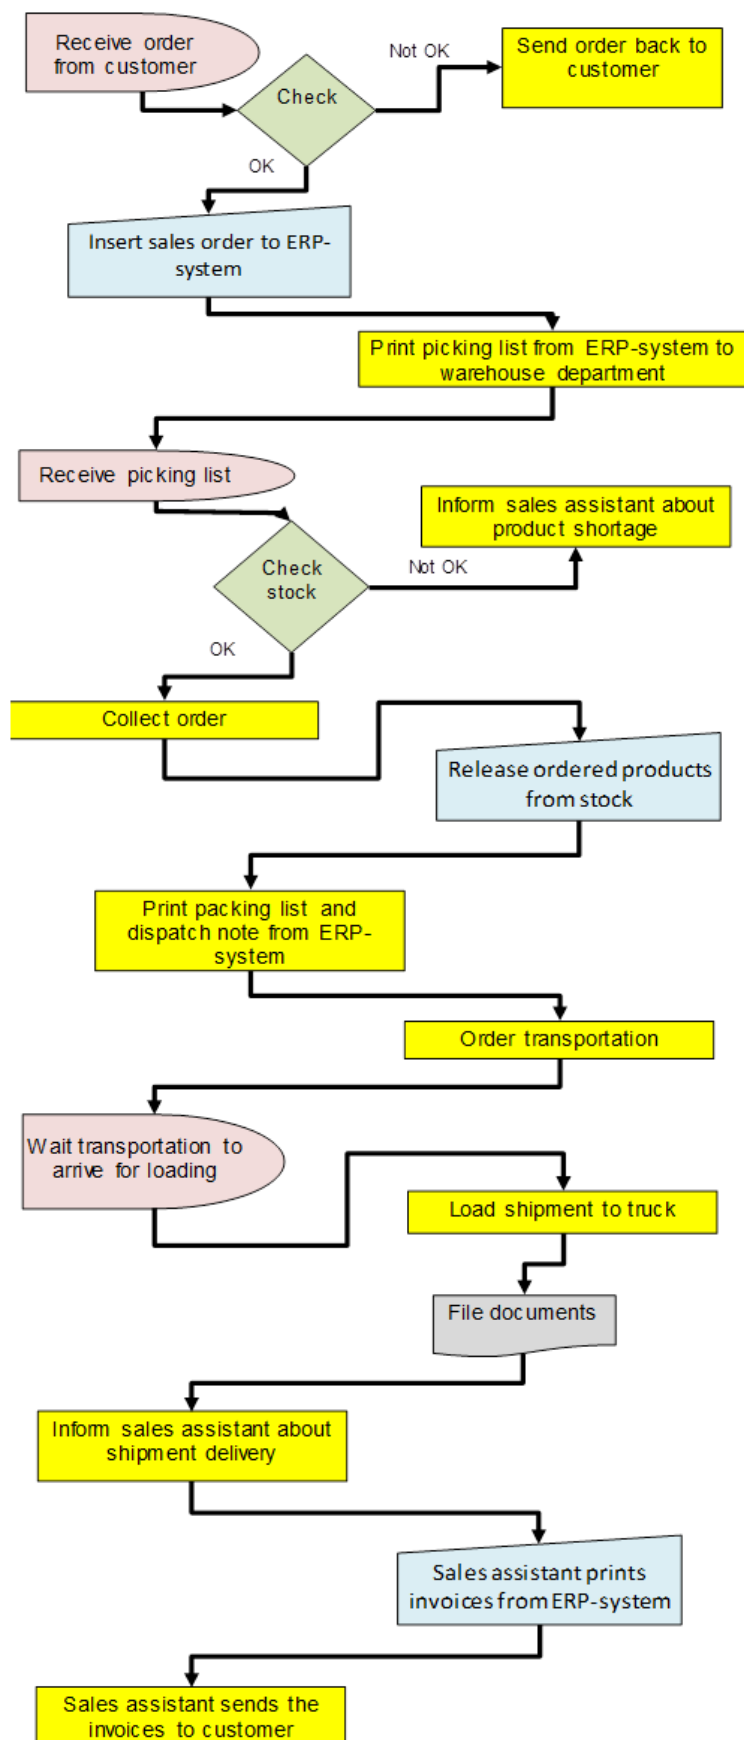 Receive order
from customer
Check
Not OK
Send order back to
customer
OK
Insert sales order to ERP-
system
Print picking list from ERP-system to
warehouse department
Receive picking list
Inform sales assistant about
product shortage
Check
stock
Not OK
OK
Collect order
Release ordered products
from stock
Print packing list and
dispatch note from ERP-
system
Order transportation
Wait transportation to
arrive for loading
Load shipment to truck
File documents
Inform sales assistant about
shipment delivery
Sales assistant prints
invoices from ERP-system
Sales assistant sends the
invoices to customer